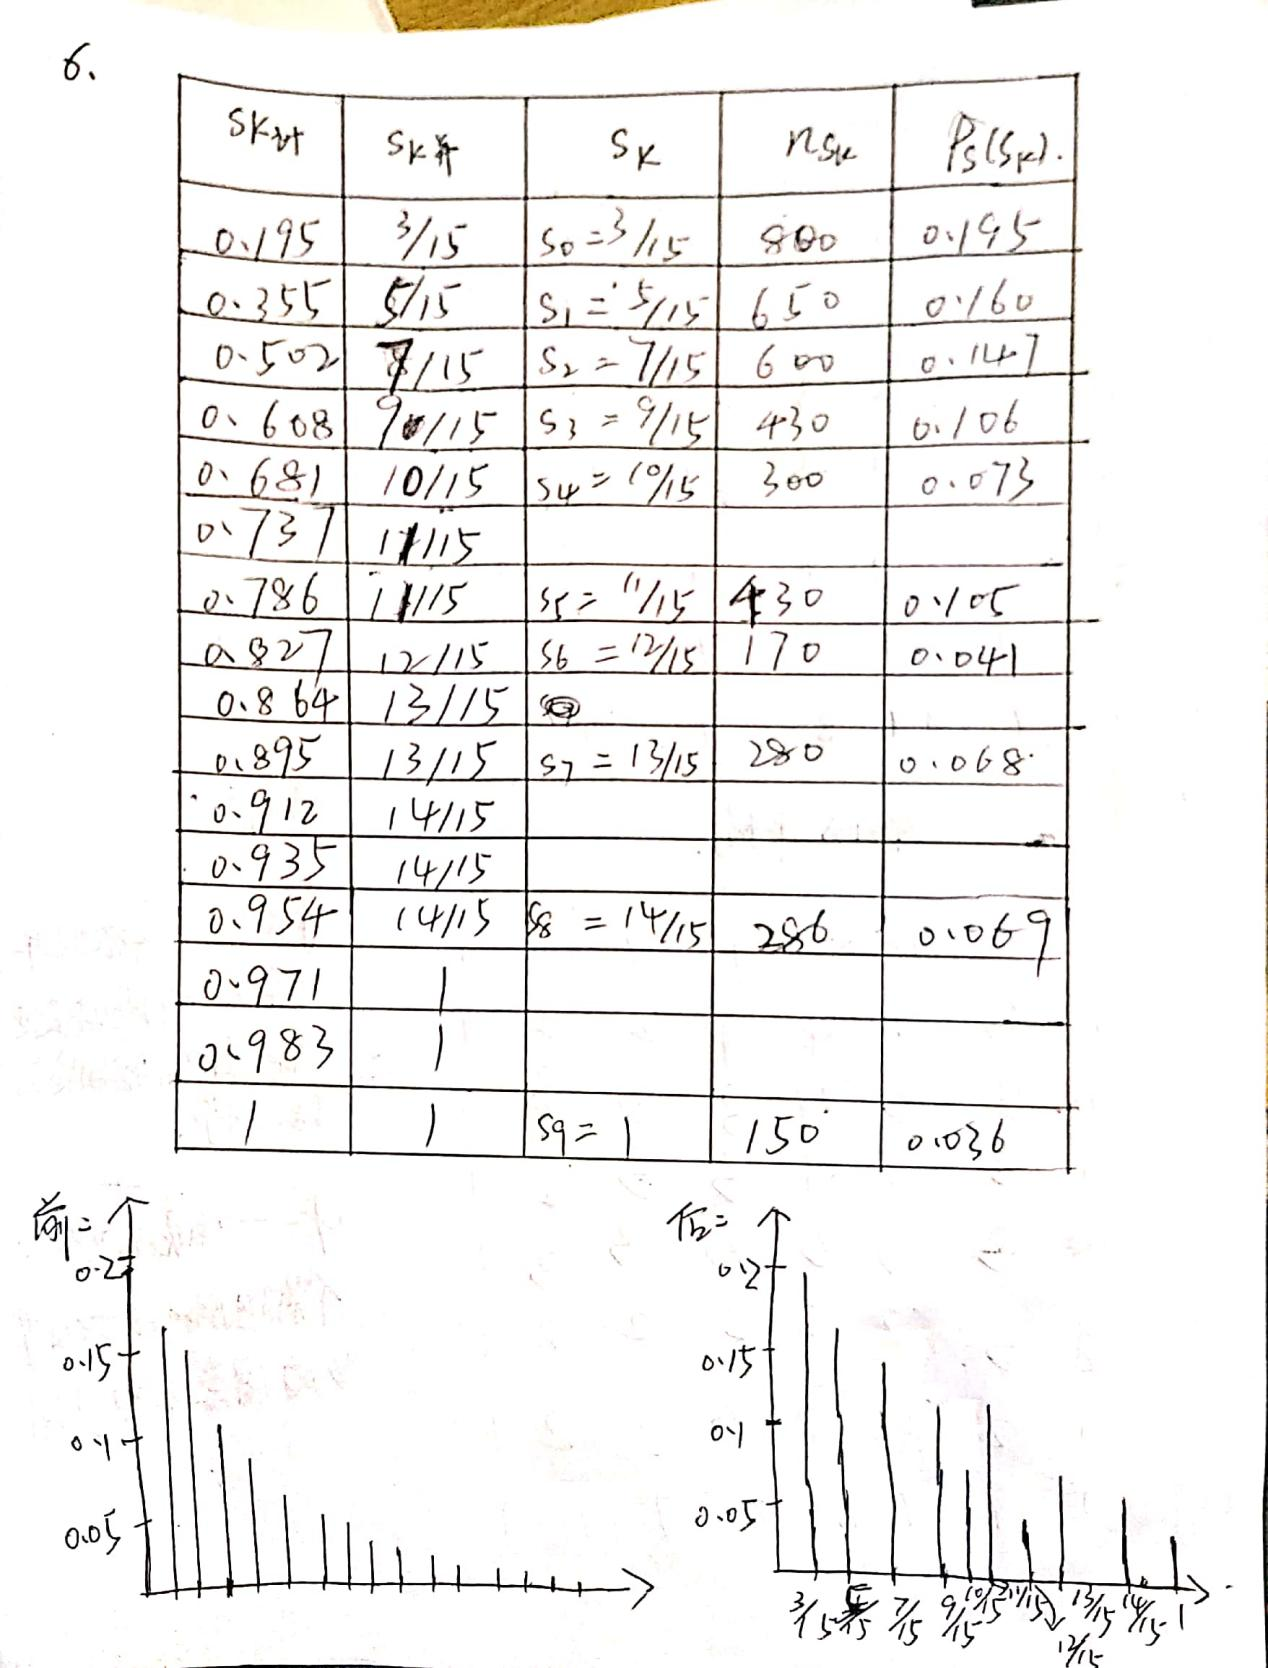 6.
Sk计 Sk并 Sk nsk Ps(Sk).
0.195 3/15 S0=3/15 800 0.195
0.355 5/15 S1=5/15 650 0.160
0.502 7/15 S2=7/15 600 0.147
0.608 9/15 S3=9/15 430 0.106
0.681 10/15 S4=10/15 300 0.073
0.737 11/15
0.786 11/15 S5=11/15 430 0.105
0.827 12/15 S6=12/15 170 0.041
0.864 13/15
0.895 13/15 S7=13/15 280 0.068
0.912 14/15
0.935 14/15
0.954 14/15 S8=14/15 286 0.069
0.971 1
0.983 1
1 1 S9=1 150 0.036
前=
0.2
0.15
0.1
0.05
后=
0.2
0.15
0.1
0.05
3/15 5/15 7/15 9/15 10/15 11/15 12/15 13/15 14/15 1